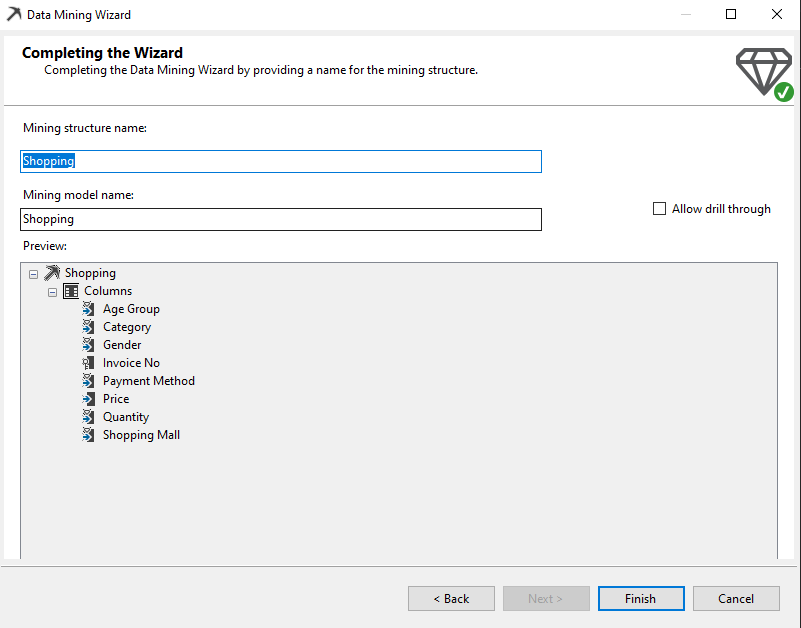 Data Mining Wizard
Completing the Wizard
Completing the Data Mining Wizard by providing a name for the mining structure.
Mining structure name:
Shopping
Mining model name:
Shopping
Allow drill through
Preview:
Shopping
Columns
Age Group
Category
Gender
Invoice No
Payment Method
Price
Quantity
Shopping Mall
< Back
Next >
Finish
Cancel